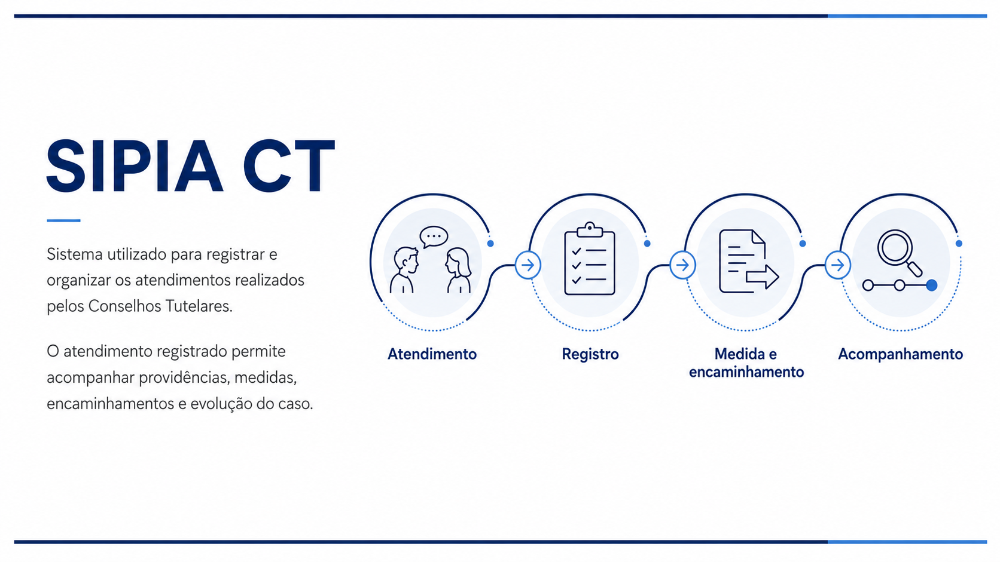 SIPIA CT
Sistema utilizado para registrar e
organizar os atendimentos realizados
pelos Conselhos Tutelares.
O atendimento registrado permite
acompanhar providências, medidas,
encaminhamentos e evolução do caso.
Atendimento
Registro
Medida e
encaminhamento
Acompanhamento